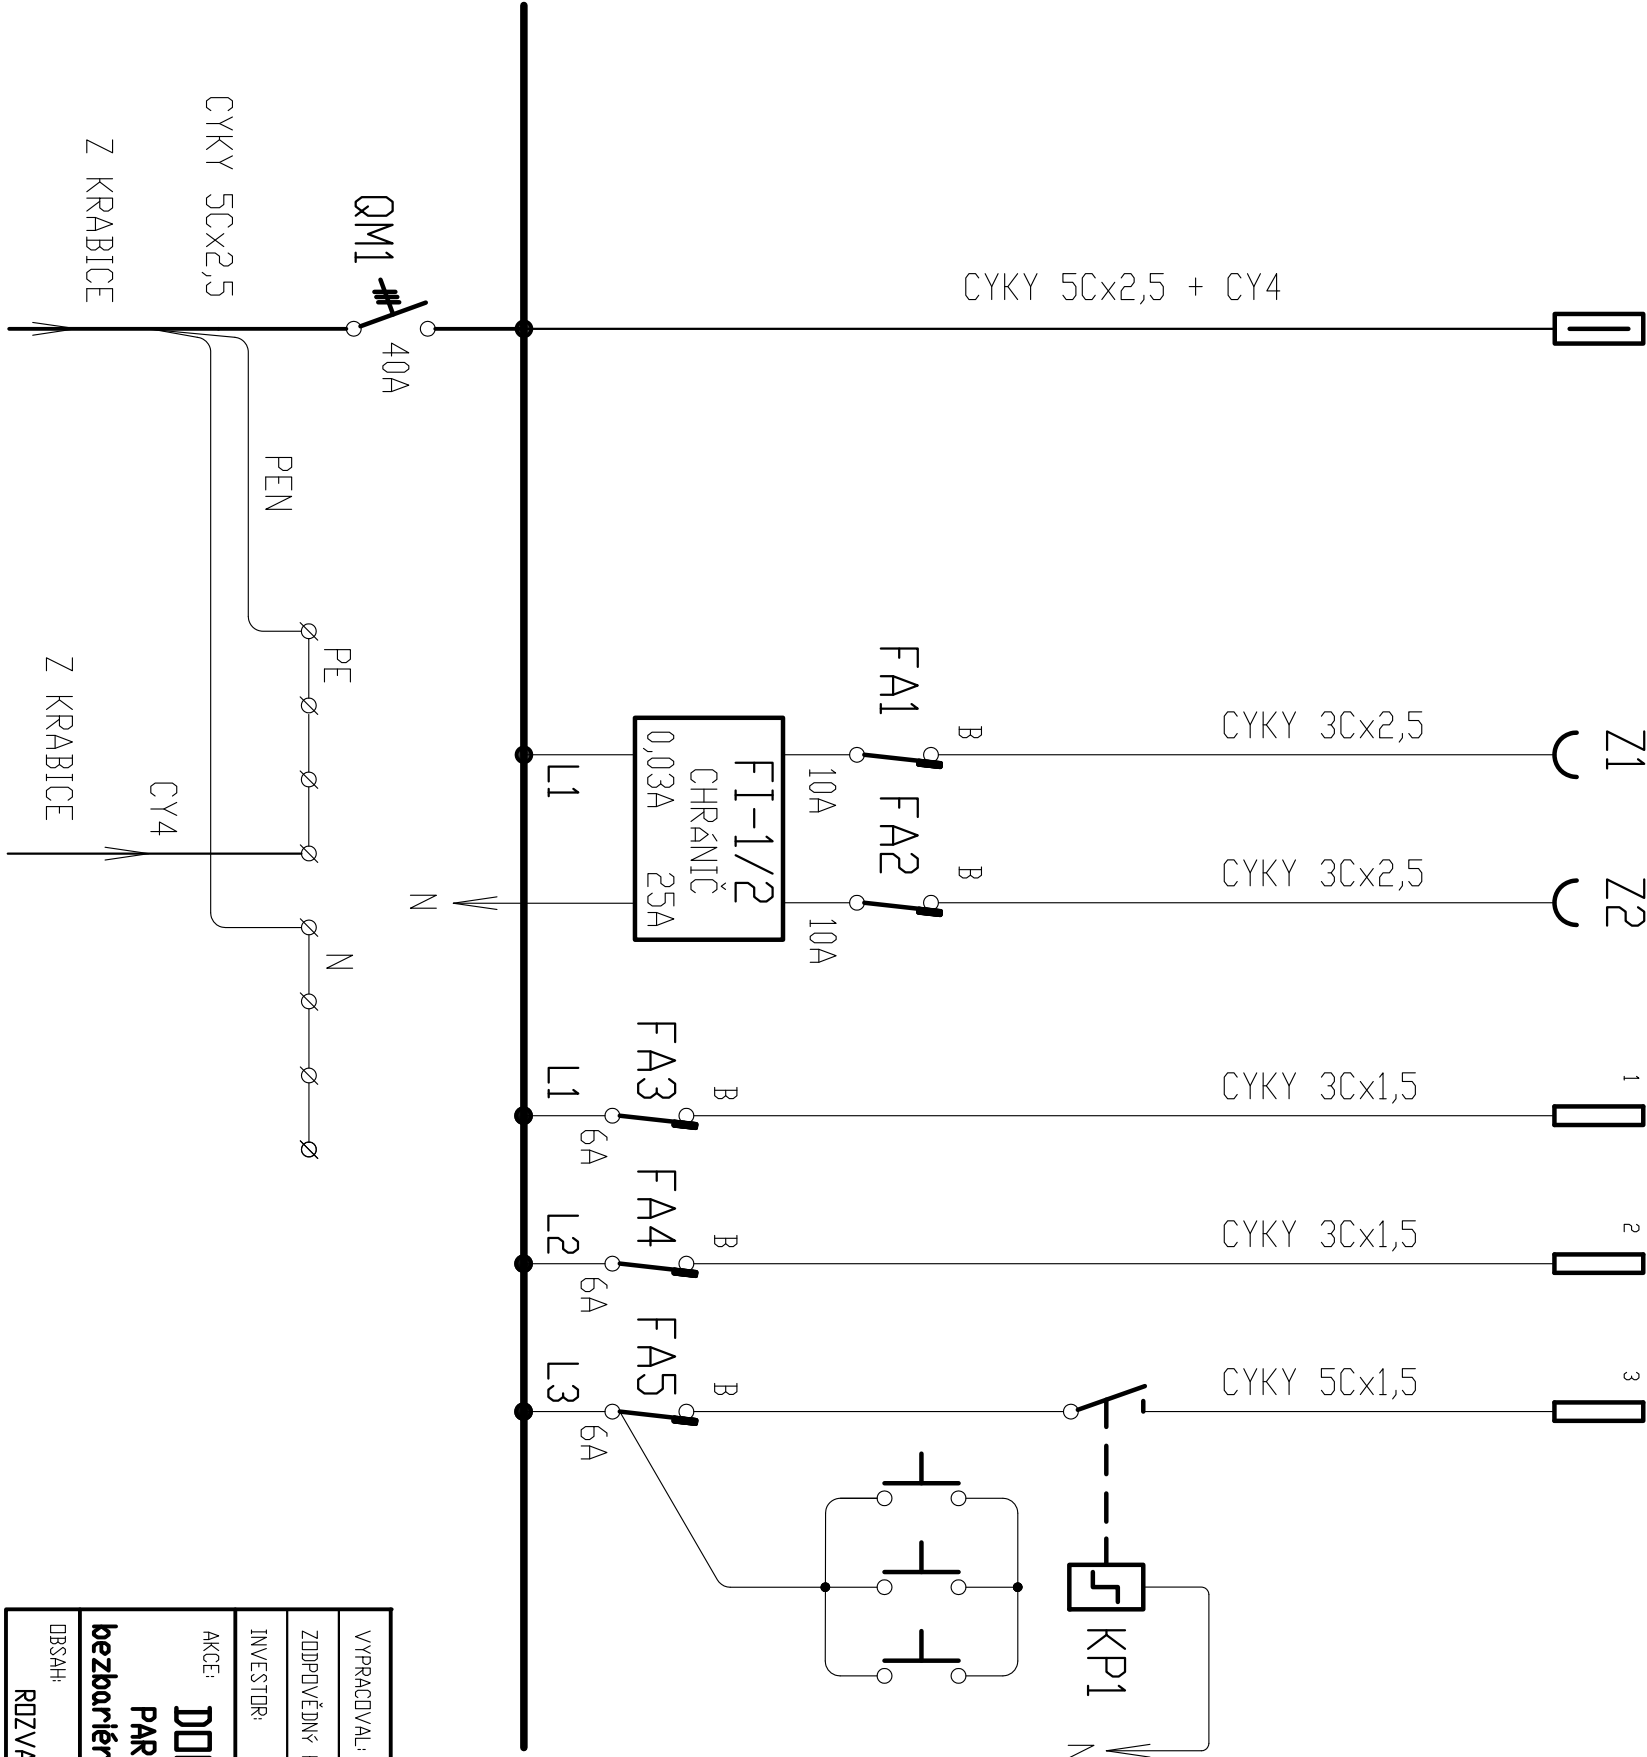 CYKY 5Cx2,5 + CY4
CYKY 3Cx2,5
Z1
CYKY 3Cx2,5
Z2
CYKY 3Cx1,5
1
CYKY 3Cx1,5
2
CYKY 5Cx1,5
3
FA1
B
10A
FA2
B
10A
FI-1/2
CHRÁNIČ
0,03A 25A
L1
N
FA3
B
6A
L1
FA4
B
6A
L2
FA5
B
6A
L3
KP1
N
QM1
40A
CYKY 5Cx2,5
Z KRABICE
PEN
PE
N
CY4
Z KRABICE
VYPRACOVAL:
ZODPOVĚDNÝ
INVESTOR:
AKCE:
PAR
OBSAH: